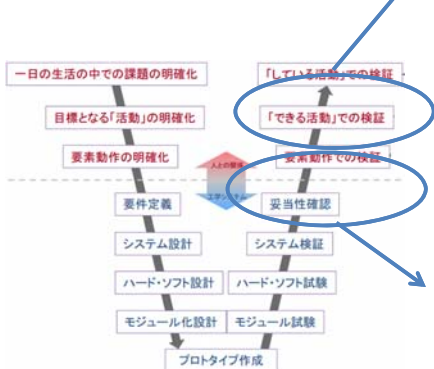 一日の生活の中での課題の明確化
「している活動」での検証
目標となる「活動」の明確化
「できる活動」での検証
要素動作の明確化
要素動作での検証
要件定義
妥当性確認
システム設計
システム検証
ハード・ソフト設計
ハード・ソフト試験
モジュール化設計
モジュール試験
プロトタイプ作成